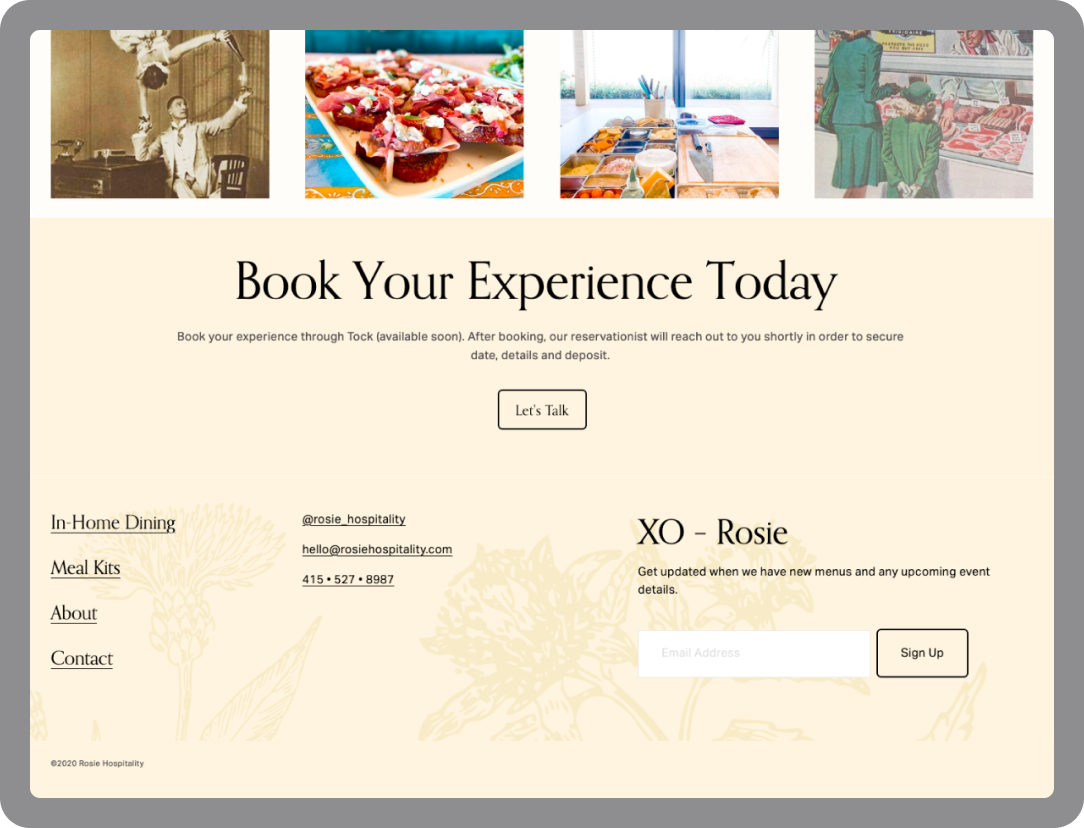 FRIGIDAIRE
Book Your Experience Today
Book your experience through Tock (available soon). After booking, our reservationist will reach out to you shortly in order to secure
date, details and deposit.
Let's Talk
In-Home Dining
Meal Kits
About
Contact
@rosie_hospitality
hello@rosiehospitality.com
415 • 527 • 8987
XO – Rosie
Get updated when we have new menus and any upcoming event
details.
Email Address
Sign Up
©2020 Rosie Hospitality